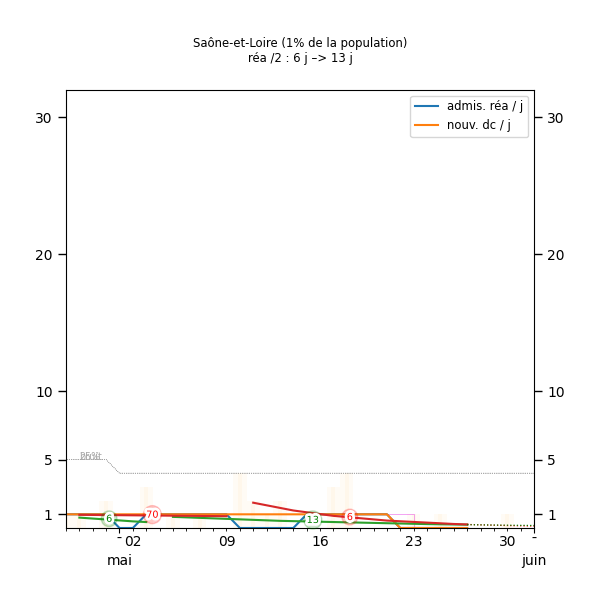 Saône-et-Loire (1% de la population)
réa /2 : 6 j –> 13 j
admis. réa / j
nouv. dc / j
30 30
20 20
10 10
5 5
1 1
6 70 13 6
02 09 16 23 30
mai juin